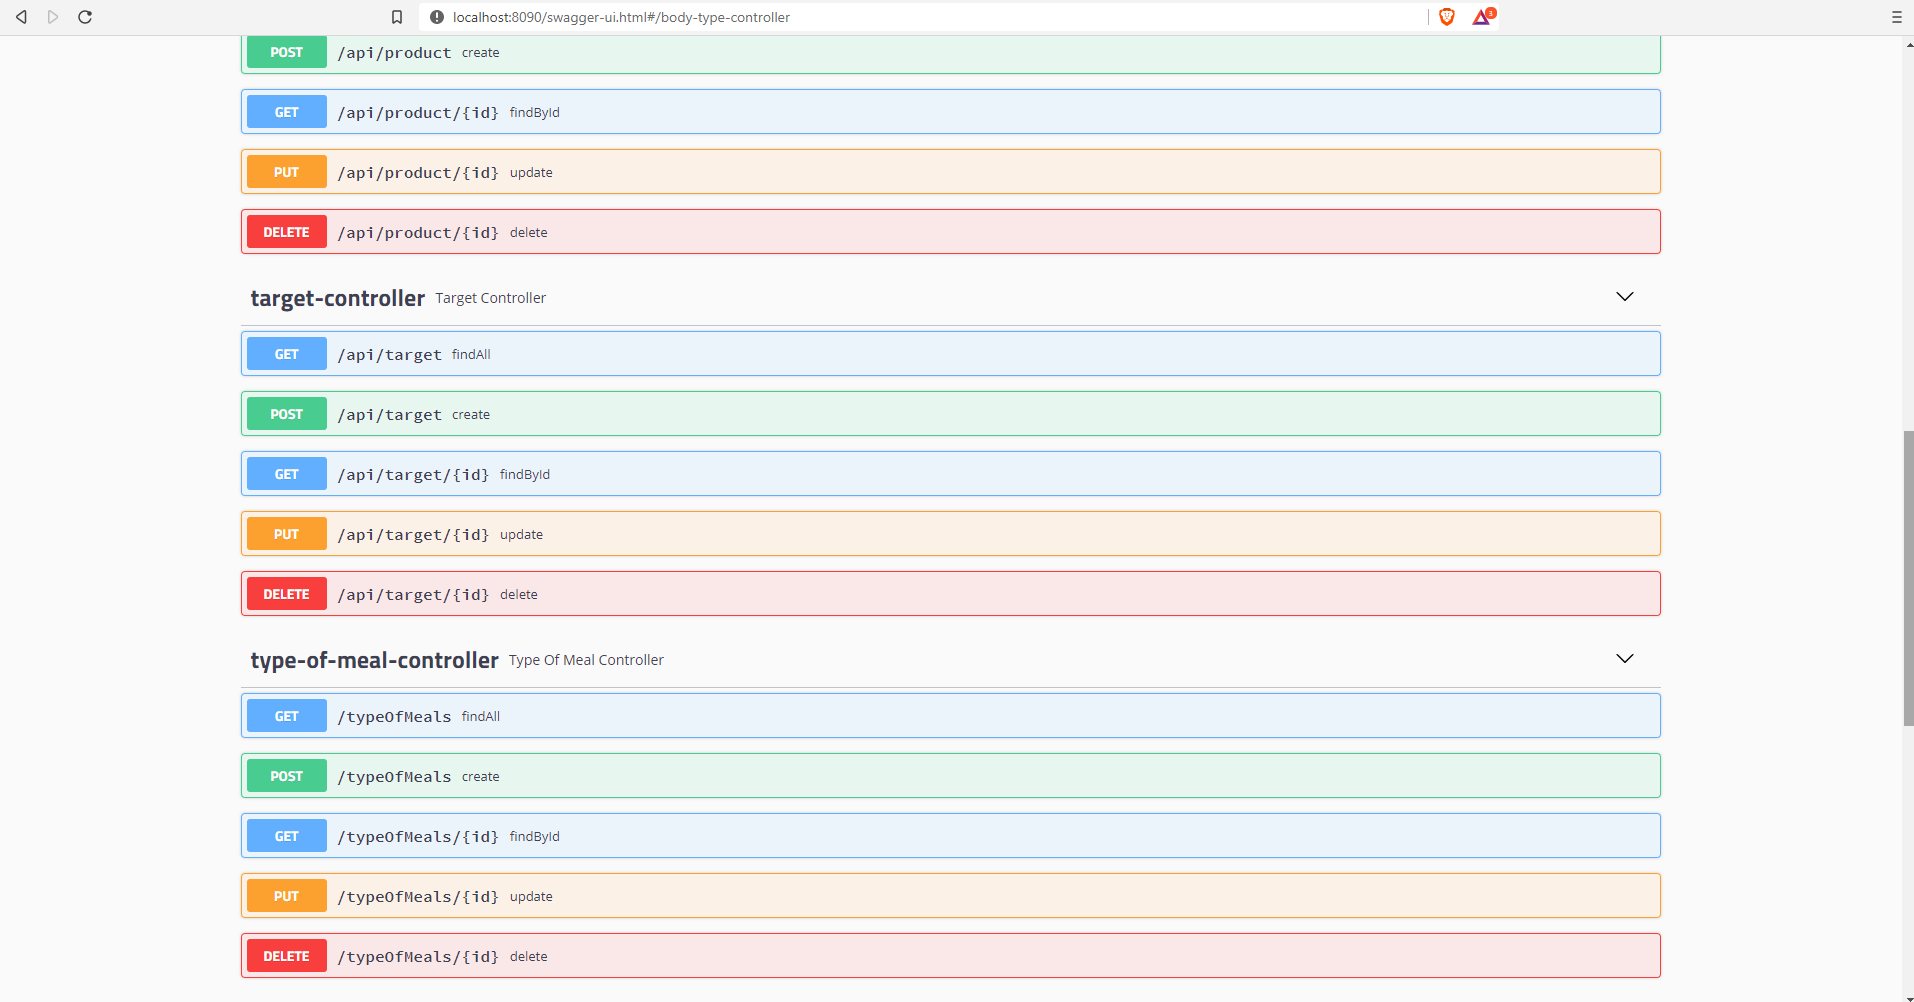 localhost:8090/swagger-ui.html#/body-type-controller 3
POST /api/product create
GET /api/product/{id} findById
PUT /api/product/{id} update
DELETE /api/product/{id} delete
target-controller Target Controller
GET /api/target findAll
POST /api/target create
GET /api/target/{id} findById
PUT /api/target/{id} update
DELETE /api/target/{id} delete
type-of-meal-controller Type Of Meal Controller
GET /typeOfMeals findAll
POST /typeOfMeals create
GET /typeOfMeals/{id} findById
PUT /typeOfMeals/{id} update
DELETE /typeOfMeals/{id} delete